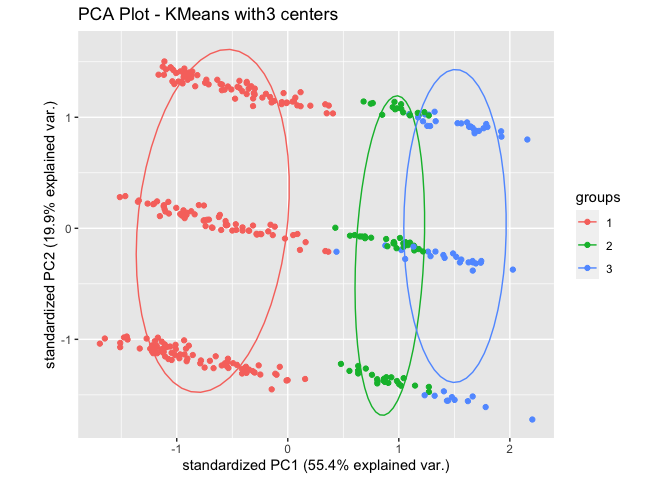 PCA Plot - KMeans with3 centers
standardized PC2 (19.9% explained var.)
1
0
-1
-1
0
1
2
standardized PC1 (55.4% explained var.)
groups
1
2
3